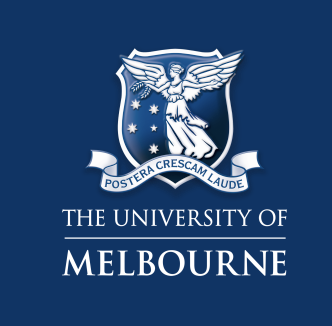 POSTERA CRESCAM LAUDE
THE UNIVERSITY OF
MELBOURNE